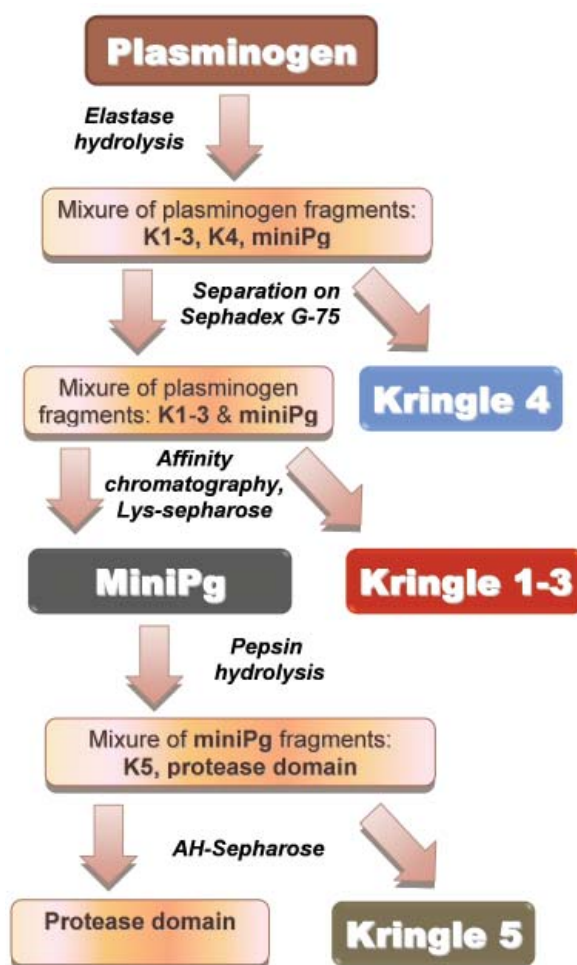 Plasminogen
Elastase
hydrolysis
Mixure of plasminogen fragments:
K1-3, K4, miniPg
Separation on
Sephadex G-75
Mixture of plasminogen
fragments: K1-3 & miniPg
Kringle 4
Affinity
chromatography,
Lys-sepharose
MiniPg
Kringle 1-3
Pepsin
hydrolysis
Mixure of miniPg fragments:
K5, protease domain
AH-Sepharose
Protease domain
Kringle 5